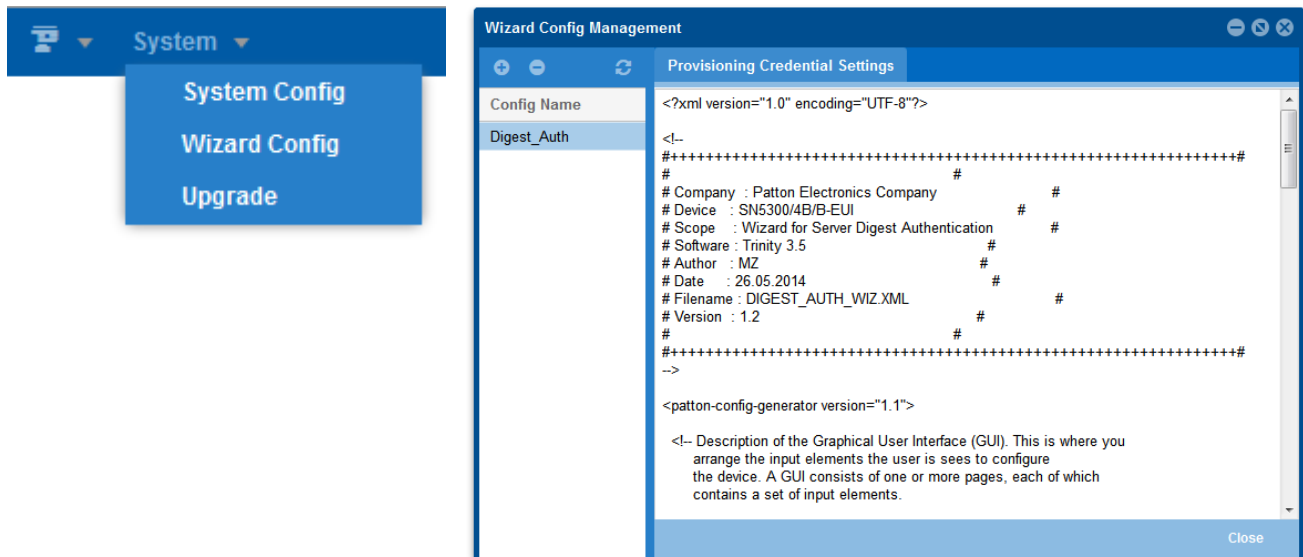 System
System Config
Wizard Config
Upgrade
Wizard Config Management
Provisioning Credential Settings
Config Name
Digest_Auth
<?xml version="1.0" encoding="UTF-8"?>
<!--
#++++++++++++++++++++++++++++++++++++++++++++++++++++++++++++++++#
# #
# Company : Patton Electronics Company #
# Device : SN5300/4B/B-EUI #
# Scope : Wizard for Server Digest Authentication #
# Software : Trinity 3.5 #
# Author : MZ #
# Date : 26.05.2014 #
# Filename : DIGEST_AUTH_WIZ.XML #
# Version : 1.2 #
# #
#++++++++++++++++++++++++++++++++++++++++++++++++++++++++++++++++#
-->
<patton-config-generator version="1.1">
<!-- Description of the Graphical User Interface (GUI). This is where you
arrange the input elements the user is sees to configure
the device. A GUI consists of one or more pages, each of which
contains a set of input elements.
Close